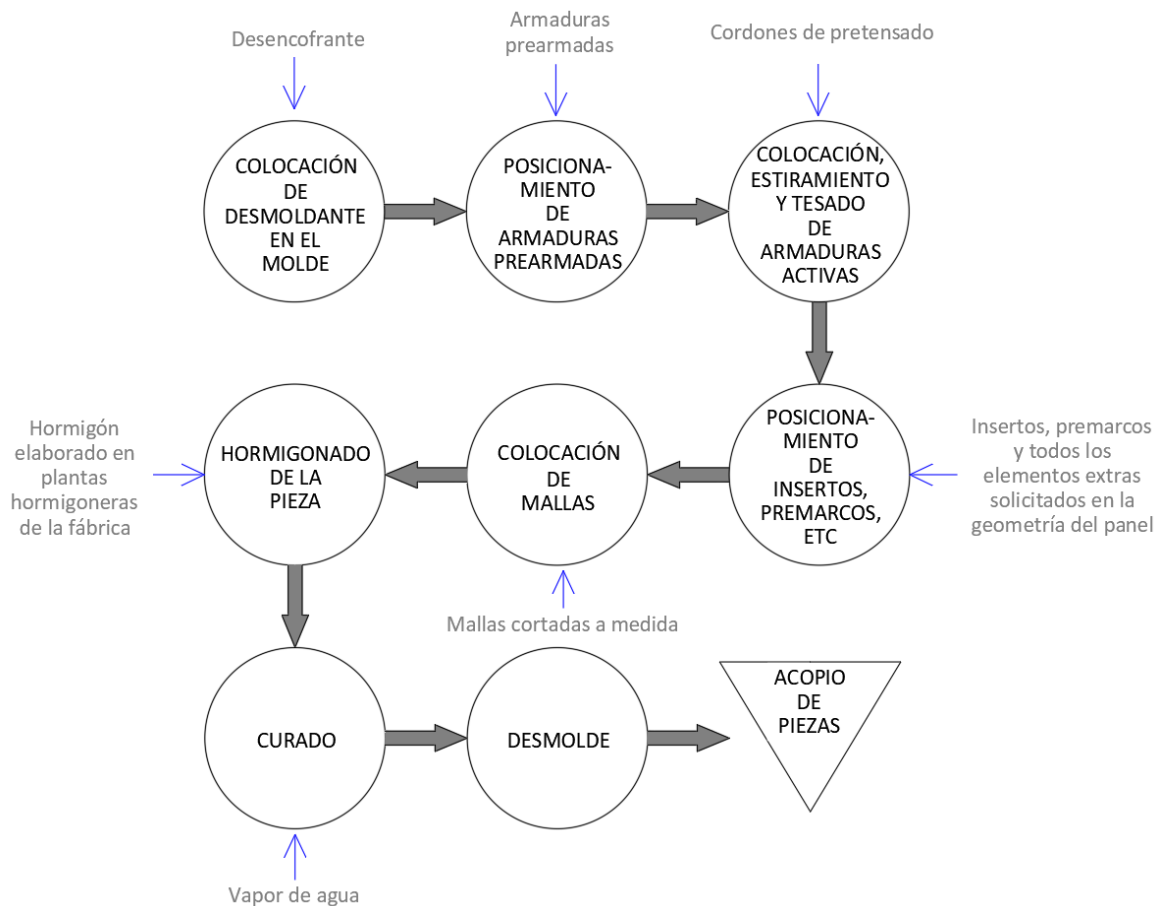 Desencofrante
Armaduras
prearmadas
Cordones de pretensado
COLOCACIÓN
DE
DESMOLDANTE
EN EL
MOLDE
POSICIONA-
MIENTO
DE
ARMADURAS
PREARMADAS
COLOCACIÓN,
ESTIRAMIENTO
Y TESADO
DE
ARMADURAS
ACTIVAS
Hormigón
elaborado en
plantas
hormigoneras
de la fábrica
HORMIGONADO
DE LA
PIEZA
COLOCACIÓN
DE
MALLAS
POSICIONA-
MIENTO
DE
INSERTOS,
PREMARCOS,
ETC
Insertos, premarcos
y todos los
elementos extras
solicitados en la
geometría del panel
Mallas cortadas a medida
CURADO
DESMOLDE
ACOPIO
DE
PIEZAS
Vapor de agua